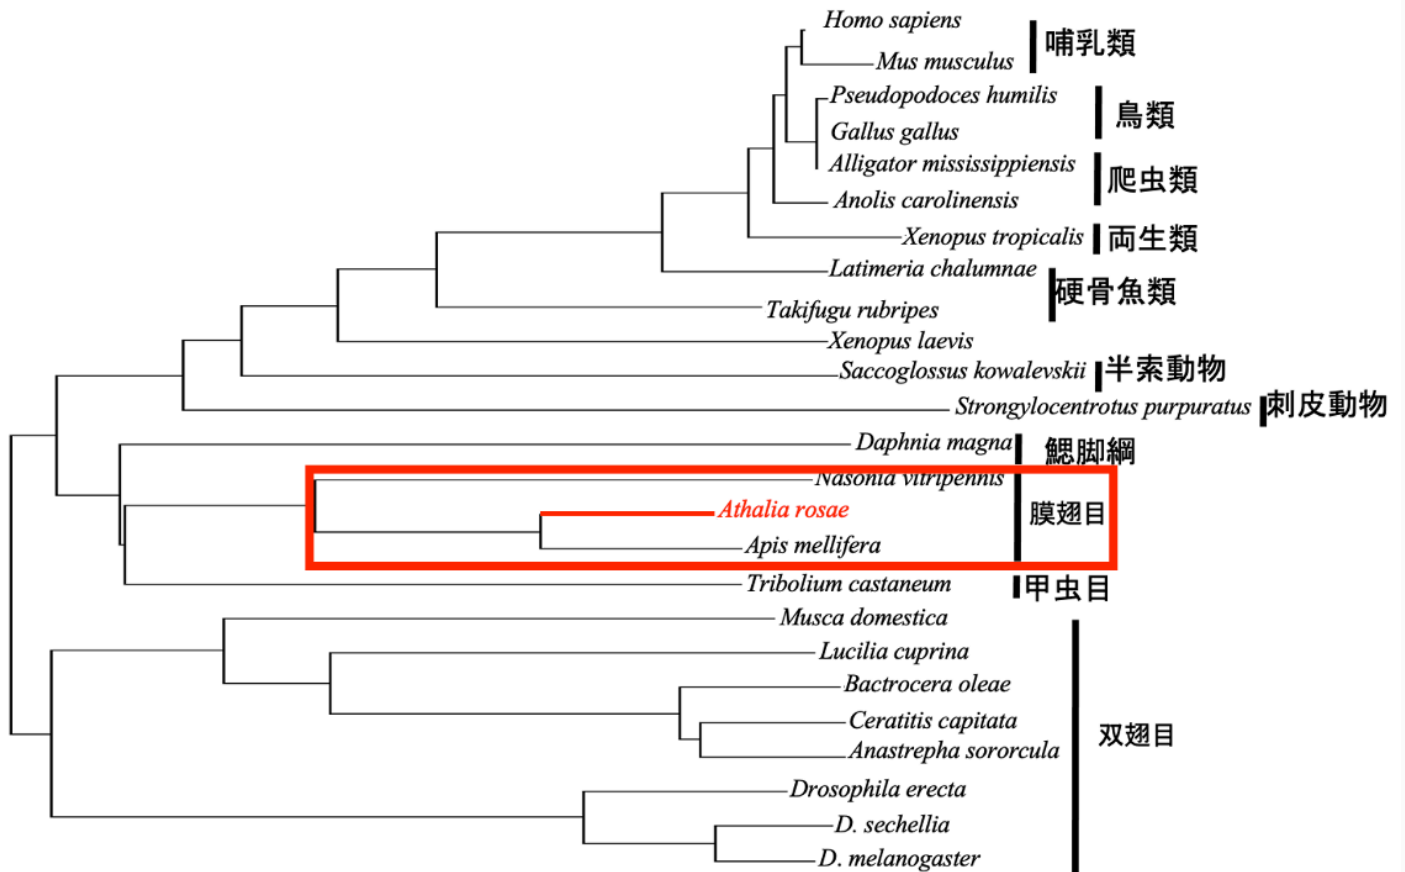 Homo sapiens
Mus musculus
哺乳類
Pseudopodoces humilis
Gallus gallus
鳥類
Alligator mississippiensis
Anolis carolinensis
爬虫類
Xenopus tropicalis
両生類
Latimeria chalumnae
Takifugu rubripes
硬骨魚類
Xenopus laevis
Saccoglossus kowalevskii
半索動物
Strongylocentrotus purpuratus
刺皮動物
Daphnia magna
鰓脚綱
Nasonia vitripennis
Athalia rosae
Apis mellifera
膜翅目
Tribolium castaneum
甲虫目
Musca domestica
Lucilia cuprina
Bactrocera oleae
Ceratitis capitata
Anastrepha sororcula
Drosophila erecta
D. sechellia
D. melanogaster
双翅目